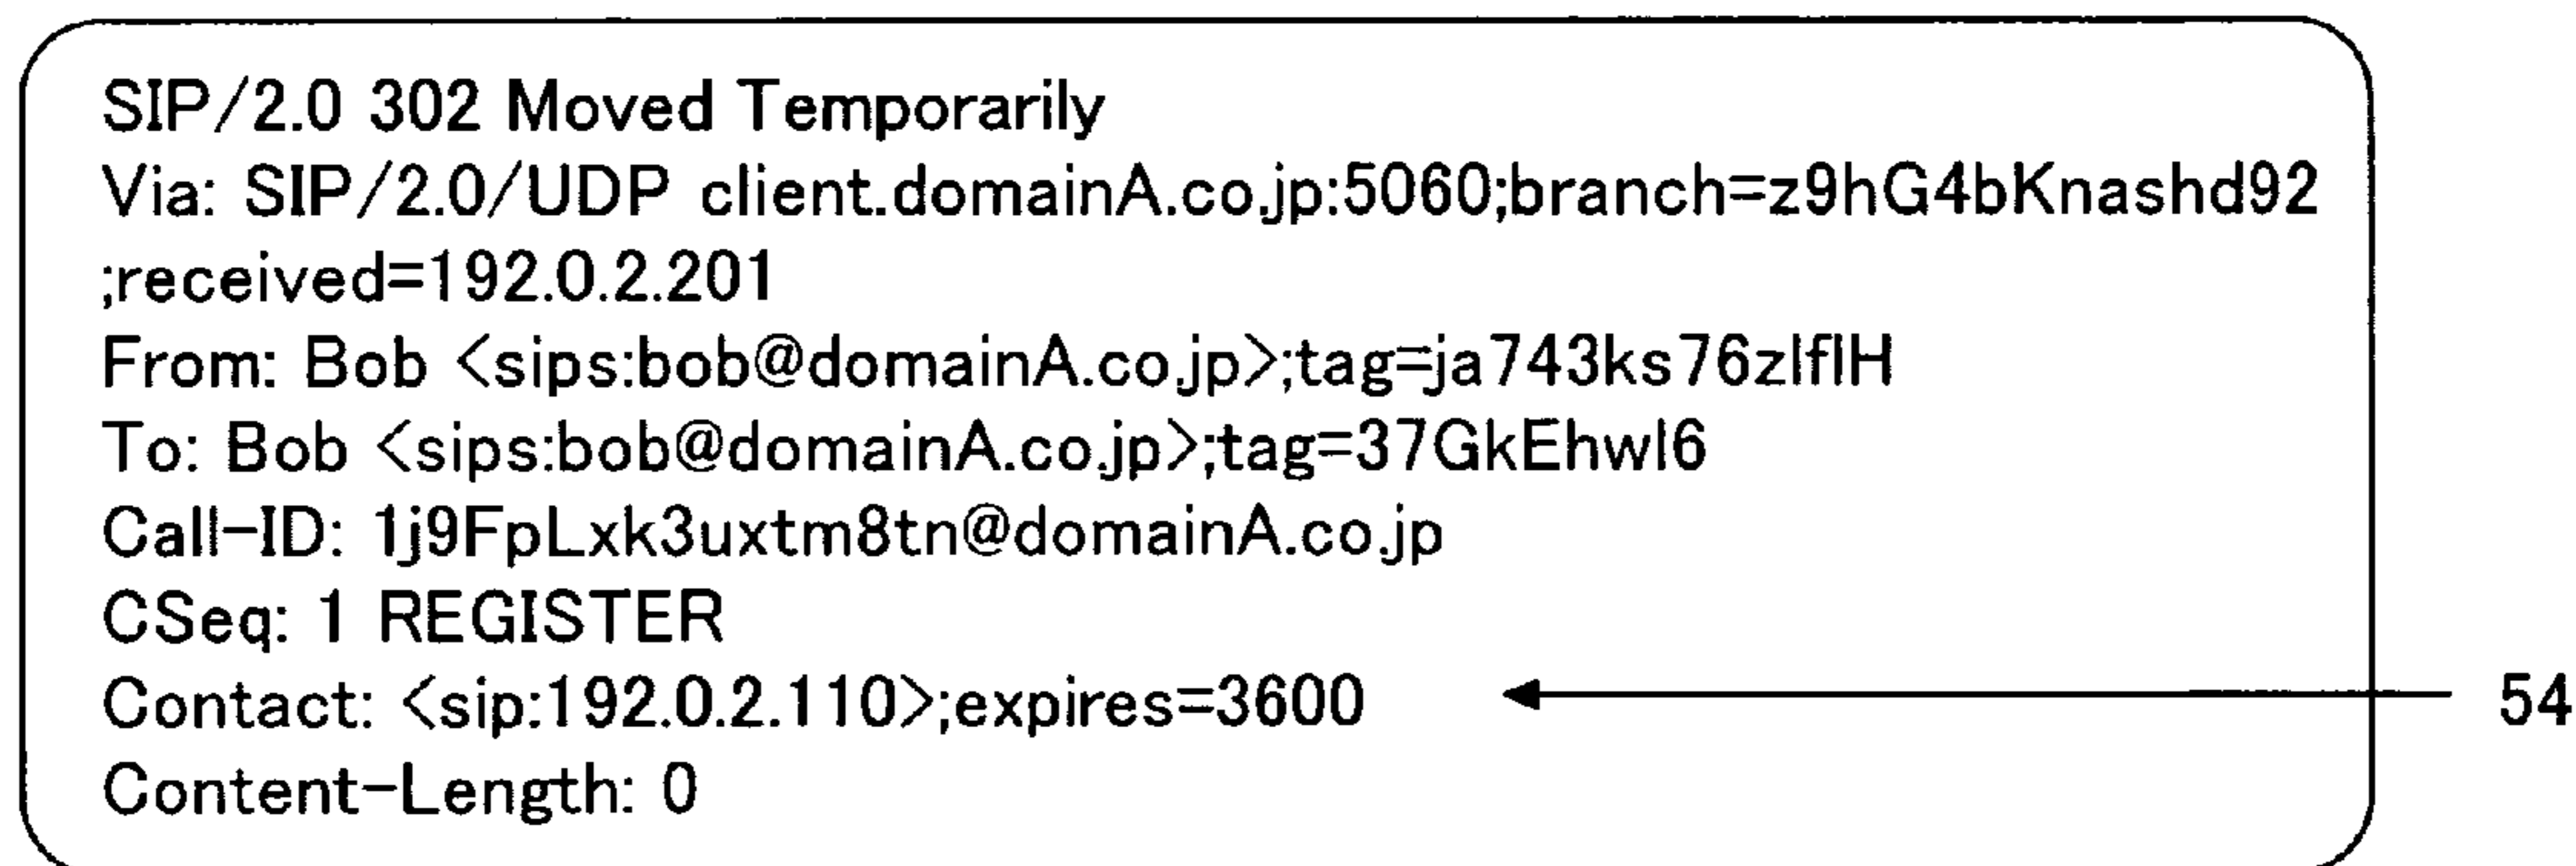 SIP/2.0 302 Moved Temporarily
Via: SIP/2.0/UDP client.domainA.co.jp:5060;branch=z9hG4bKnashd92
;received=192.0.2.201
From: Bob <sips:bob@domainA.co.jp>;tag=ja743ks76zlflH
To: Bob <sips:bob@domainA.co.jp>;tag=37GkEhwl6
Call-ID: 1j9FpLxk3uxtm8tn@domainA.co.jp
CSeq: 1 REGISTER
Contact: <sip:192.0.2.110>;expires=3600 54
Content-Length: 0